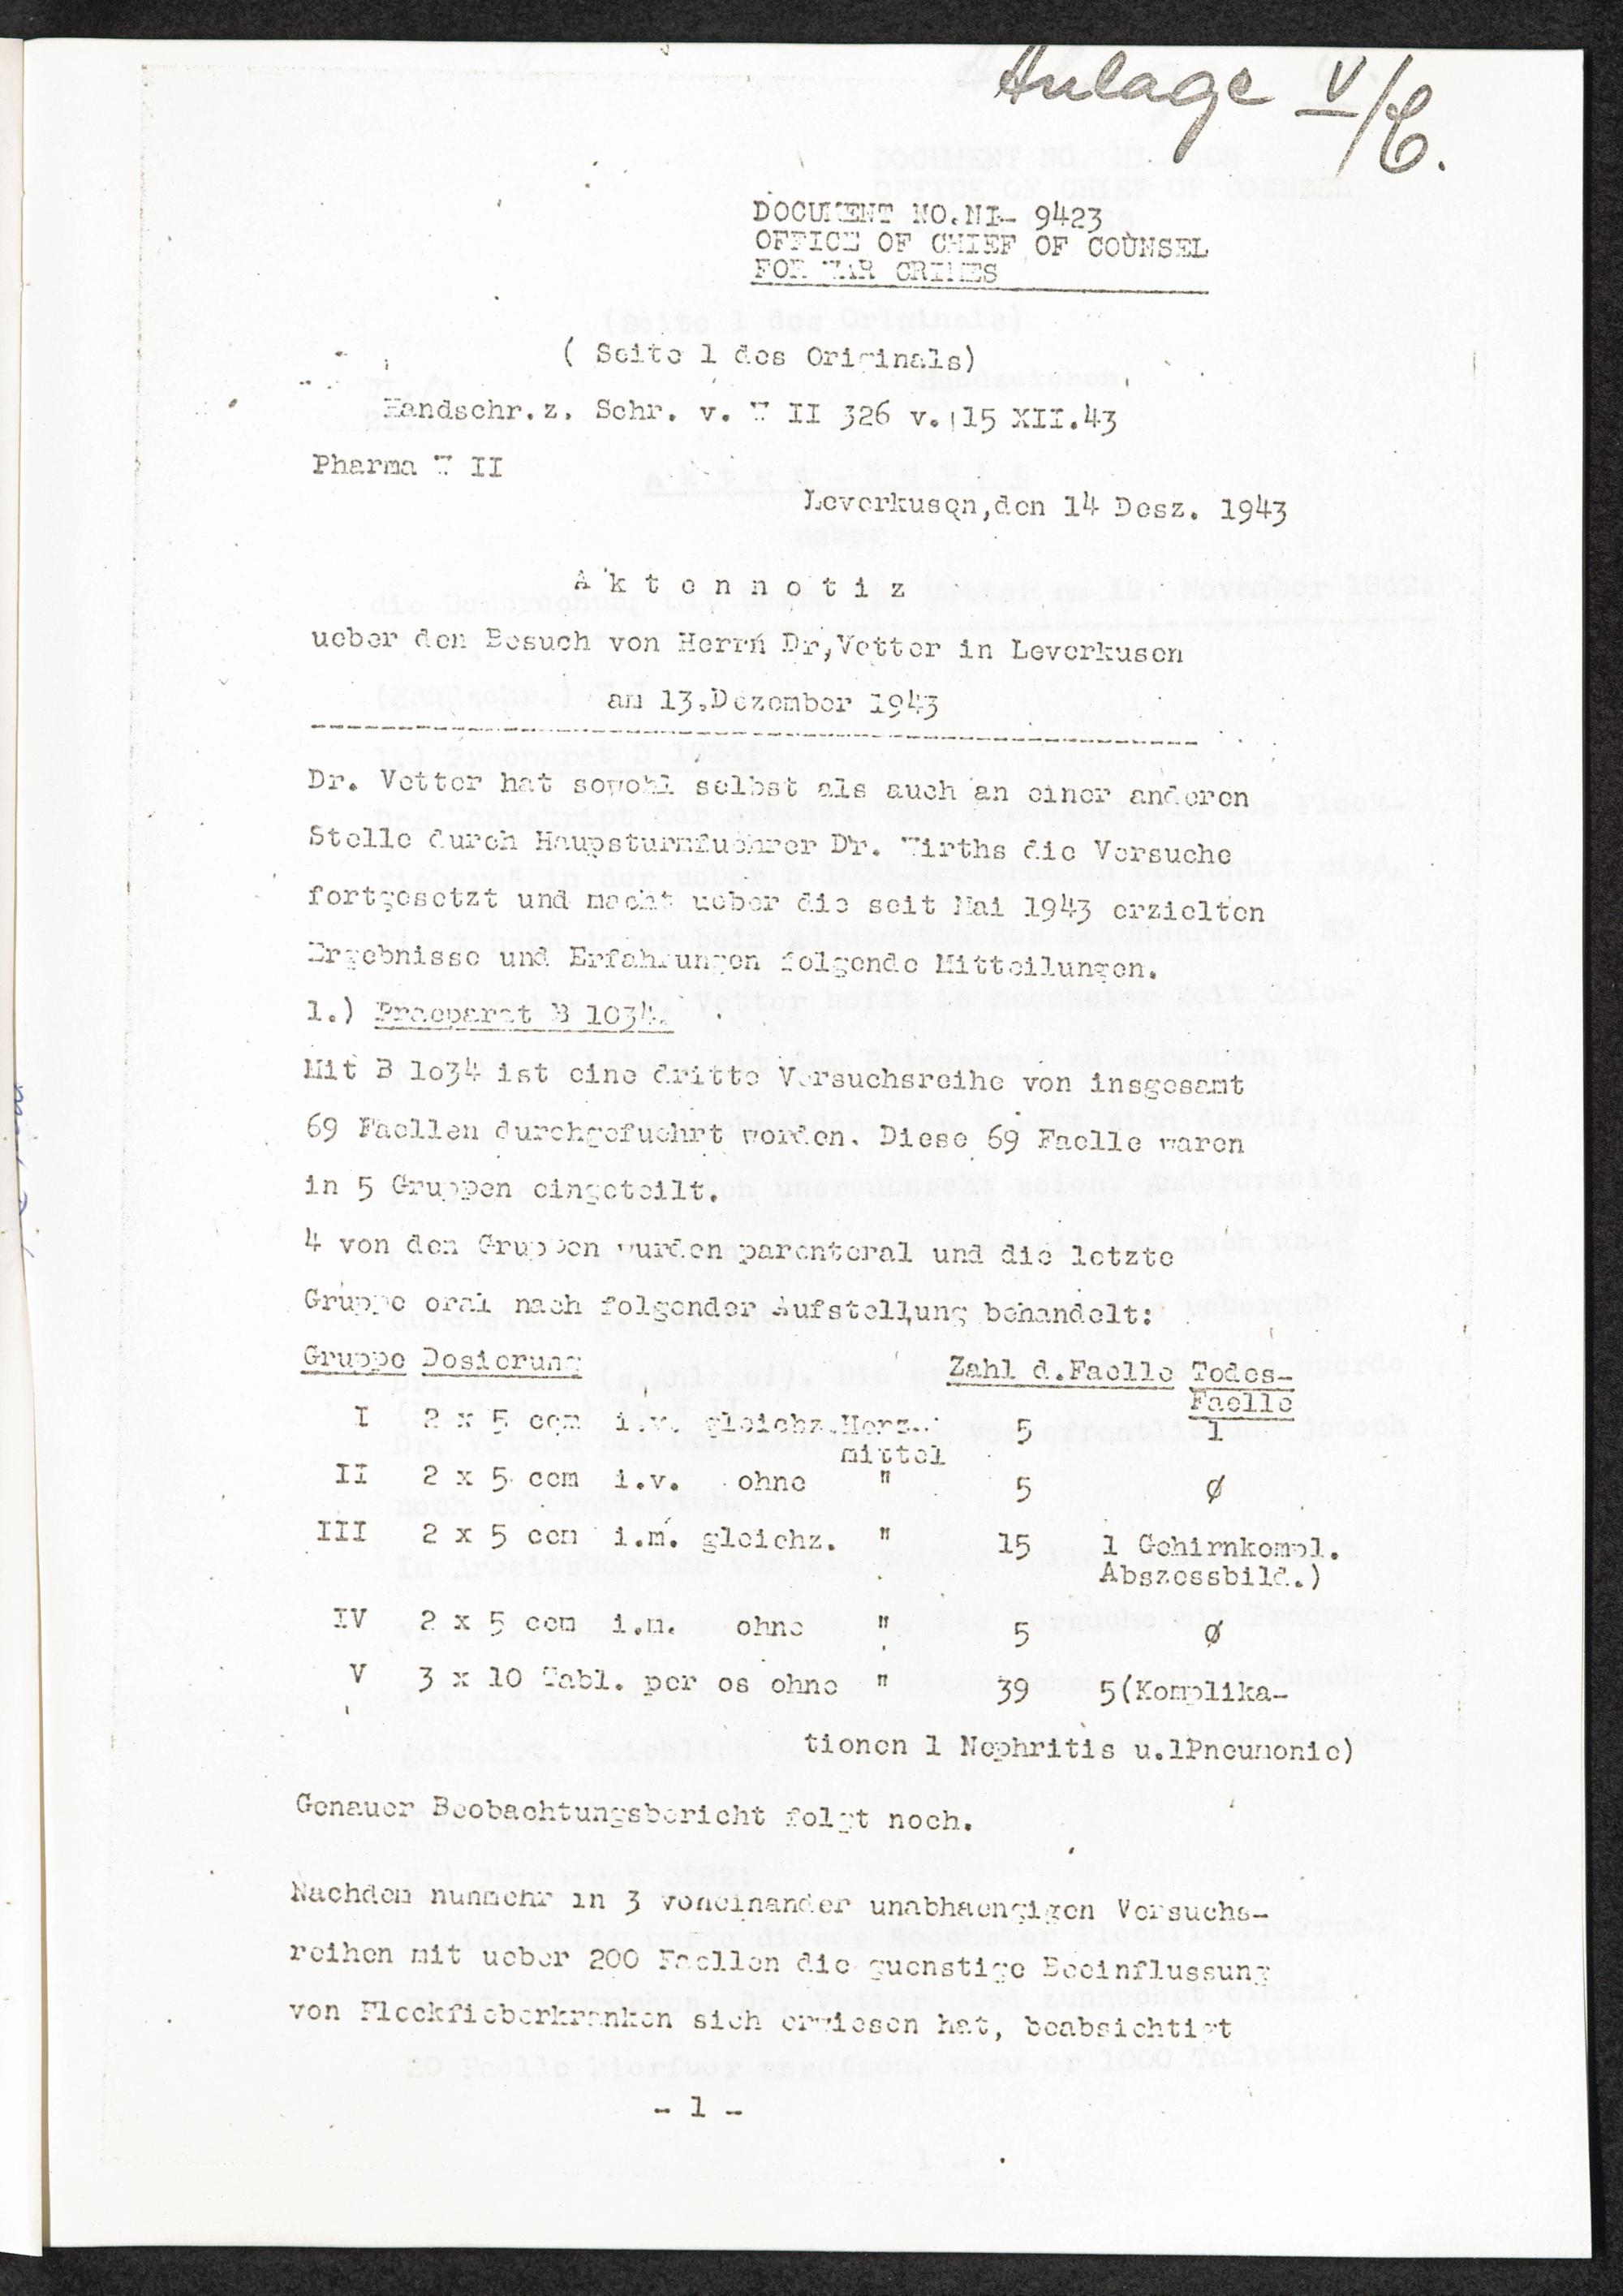 Anlage V/C.
DOCUMENT NO.NI- 9423
OFFICE OF CHIEF OF COUNSEL
FOR WAR CRIMES
( Seite 1 des Originals)
Handschr.z. Schr. v. W II 326 v. 15 XII.43
Pharma W II
Leverkusen,den 14 Desz. 1943
A k t e n n o t i z
ueber den Besuch von Herrn Dr,Vetter in Leverkusen
am 13.Dezember 1943
Dr. Vetter hat sowohl selbst als auch an einer anderen
Stelle durch Haupsturmfuehrer Dr. Wirths die Versuche
fortgesetzt und macht ueber die seit Mai 1943 erzielten
Ergebnisse und Erfahrungen folgende Mitteilungen.
1.) Praeparat B 1034.
Mit B 1o34 ist eine dritte Versuchsreihe von insgesamt
69 Faellen durchgefuehrt worden. Diese 69 Faelle waren
in 5 Gruppen eingeteilt.
4 von den Gruppen wurden parenteral und die letzte
Gruppe oral nach folgender Aufstellung behandelt:
Gruppe Dosierung Zahl d.Faelle Todes-
Faelle
I 2 x 5 ccm i.v. gleichz.Herz- 5 1
mittel
II 2 x 5 ccm i.v. ohne " 5 ø
III 2 x 5 ccm i.m. gleichz. " 15 1 Gehirnkompl.
Abszessbild.)
IV 2 x 5 ccm i.m. ohne " 5 ø
V 3 x 10 Tabl. per os ohne " 39 5(Komplika-
tionen 1 Nephritis u.1Pneumonie)
Genauer Beobachtungsbericht folgt noch.
Nachdem nunmehr in 3 voneinander unabhaengigen Versuchs-
reihen mit ueber 200 Faellen die guenstige Beeinflussung
von Fleckfieberkranken sich erwiesen hat, beabsichtigt
- 1 -